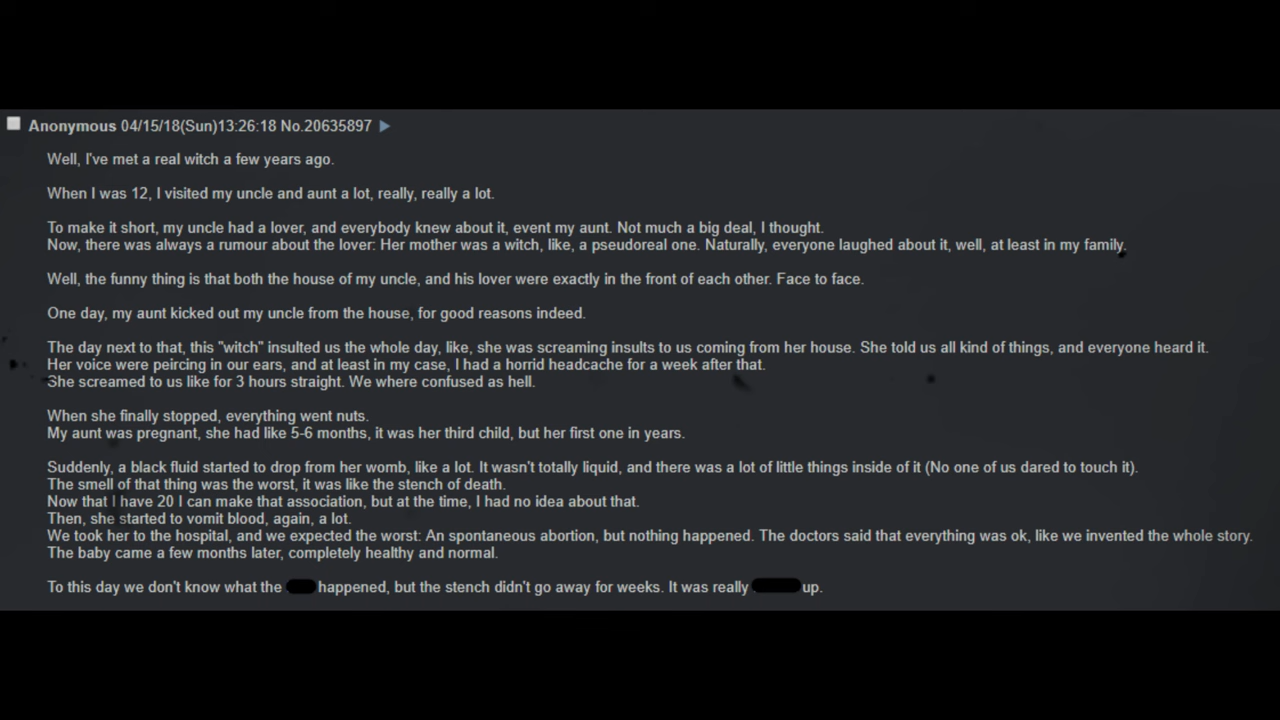 Anonymous 04/15/18(Sun)13:26:18 No.20635897
Well, I've met a real witch a few years ago.
When I was 12, I visited my uncle and aunt a lot, really, really a lot.
To make it short, my uncle had a lover, and everybody knew about it, event my aunt. Not much a big deal, I thought.
Now, there was always a rumour about the lover: Her mother was a witch, like, a pseudoreal one. Naturally, everyone laughed about it, well, at least in my family.
Well, the funny thing is that both the house of my uncle, and his lover were exactly in the front of each other. Face to face.
One day, my aunt kicked out my uncle from the house, for good reasons indeed.
The day next to that, this "witch" insulted us the whole day, like, she was screaming insults to us coming from her house. She told us all kind of things, and everyone heard it.
Her voice were peircing in our ears, and at least in my case, I had a horrid headcache for a week after that.
She screamed to us like for 3 hours straight. We where confused as hell.
When she finally stopped, everything went nuts.
My aunt was pregnant, she had like 5-6 months, it was her third child, but her first one in years.
Suddenly, a black fluid started to drop from her womb, like a lot. It wasn't totally liquid, and there was a lot of little things inside of it (No one of us dared to touch it).
The smell of that thing was the worst, it was like the stench of death.
Now that I have 20 I can make that association, but at the time, I had no idea about that.
Then, she started to vomit blood, again, a lot.
We took her to the hospital, and we expected the worst: An spontaneous abortion, but nothing happened. The doctors said that everything was ok, like we invented the whole story.
The baby came a few months later, completely healthy and normal.
To this day we don't know what the happened, but the stench didn't go away for weeks. It was really up.